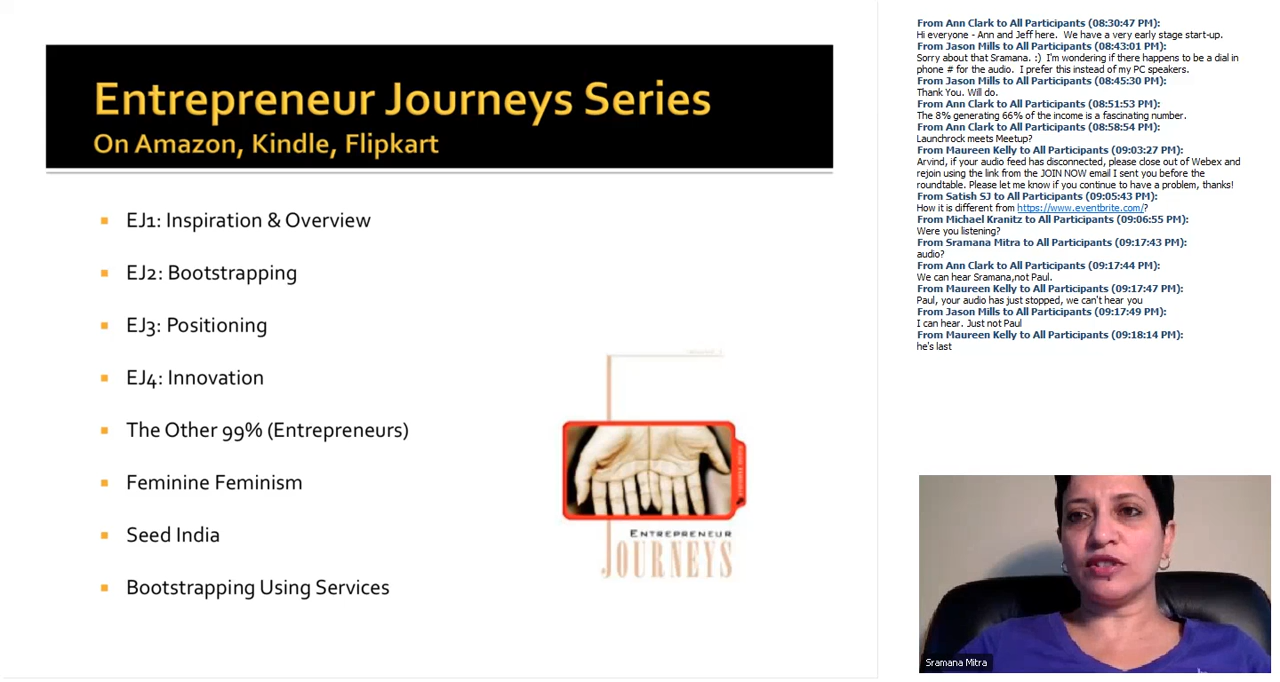 Entrepreneur Journeys Series
On Amazon, Kindle, Flipkart
EJ1: Inspiration & Overview
EJ2: Bootstrapping
EJ3: Positioning
EJ4: Innovation
The Other 99% (Entrepreneurs)
Feminine Feminism
Seed India
Bootstrapping Using Services
ENTREPRENEUR
JOURNEYS
From Ann Clark to All Participants (08:30:47 PM):
Hi everyone - Ann and Jeff here.  We have a very early stage start-up.
From Jason Mills to All Participants (08:43:01 PM):
Sorry about that Sramana. :)  I'm wondering if there happens to be a dial in
phone # for the audio.  I prefer this instead of my PC speakers.
From Jason Mills to All Participants (08:45:30 PM):
Thank You. Will do.
From Ann Clark to All Participants (08:51:53 PM):
The 8% generating 66% of the income is a fascinating number.
From Ann Clark to All Participants (08:58:54 PM):
Launchrock meets Meetup?
From Maureen Kelly to All Participants (09:03:27 PM):
Arvind, if your audio feed has disconnected, please close out of Webex and
rejoin using the link from the JOIN NOW email I sent you before the
roundtable. Please let me know if you continue to have a problem, thanks!
From Satish SJ to All Participants (09:05:43 PM):
How it is different from https://www.eventbrite.com/?
From Michael Kranitz to All Participants (09:06:55 PM):
Were you listening?
From Sramana Mitra to All Participants (09:17:43 PM):
audio?
From Ann Clark to All Participants (09:17:44 PM):
We can hear Sramana,not Paul.
From Maureen Kelly to All Participants (09:17:47 PM):
Paul, your audio has just stopped, we can't hear you
From Jason Mills to All Participants (09:17:49 PM):
I can hear. Just not Paul
From Maureen Kelly to All Participants (09:18:14 PM):
he's last
Sramana Mitra